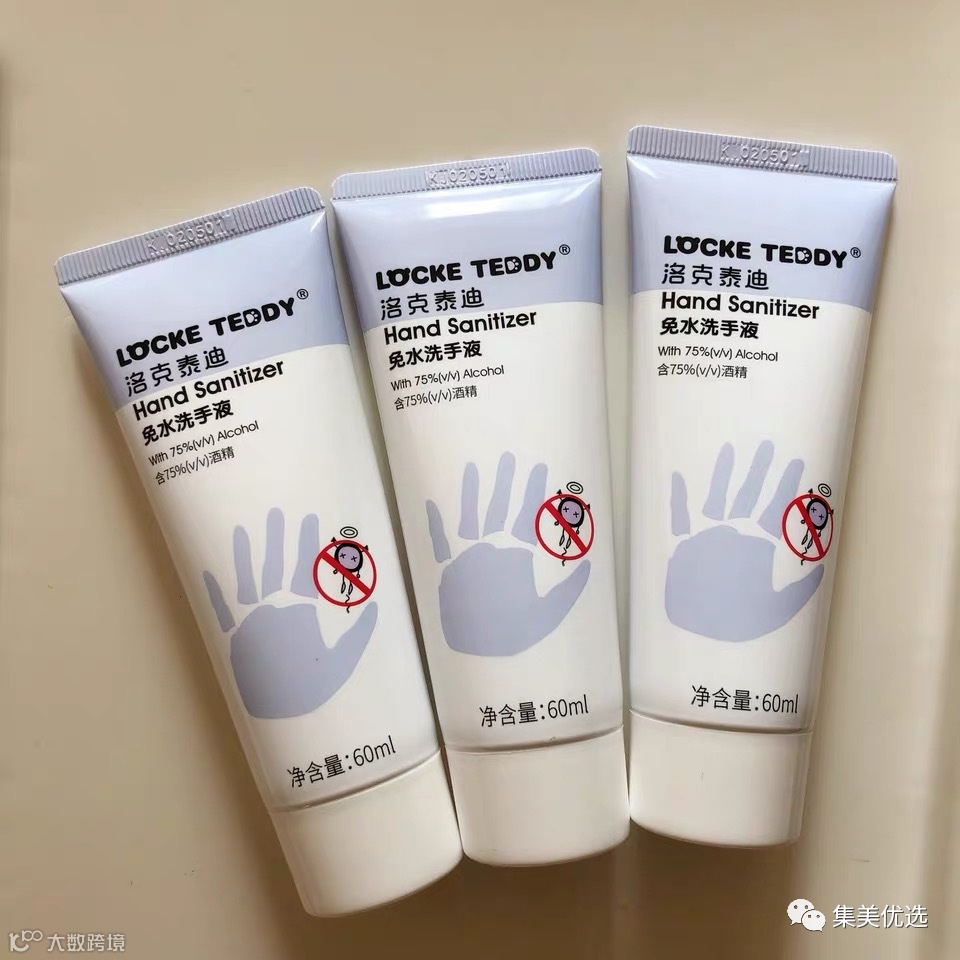 K J020501
LOCKE TEDDY®
洛克泰迪
Hand Sanitizer
免水洗手液
With 75%(v/v) Alcohol
含75%(v/v)酒精
净含量:60ml
KJ020501
LOCKE TEDDY®
洛克泰迪
Hand Sanitizer
免水洗手液
With 75%(v/v) Alcohol
含75%(v/v)酒精
净含量:60ml
KJ020501
LOCKE TEDDY®
洛克泰迪
Hand Sanitizer
免水洗手液
With 75%(v/v) Alcohol
含75%(v/v)酒精
净含量:60ml
集美优选
大数跨境